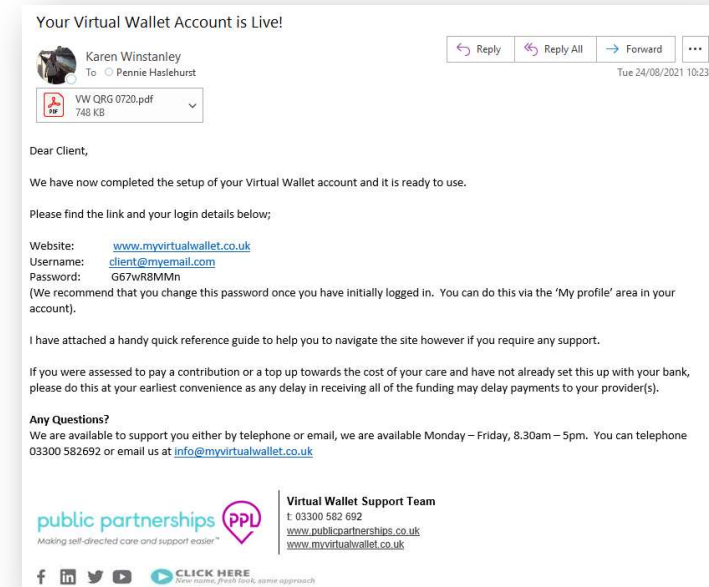 Your Virtual Wallet Account is Live!
Karen Winstanley
To Pennie Haslehurst
Reply
Reply All
Forward
...
Tue 24/08/2021 10:23
PDF
VW QRG 0720.pdf
748 KB
Dear Client,
We have now completed the setup of your Virtual Wallet account and it is ready to use.
Please find the link and your login details below;
Website: www.myvirtualwallet.co.uk
Username: client@myemail.com
Password: G67wR8MMn
(We recommend that you change this password once you have initially logged in. You can do this via the ‘My profile’ area in your
account).
I have attached a handy quick reference guide to help you to navigate the site however if you require any support.
If you were assessed to pay a contribution or a top up towards the cost of your care and have not already set this up with your bank,
please do this at your earliest convenience as any delay in receiving all of the funding may delay payments to your provider(s).
Any Questions?
We are available to support you either by telephone or email, we are available Monday – Friday, 8.30am – 5pm. You can telephone
03300 582692 or email us at info@myvirtualwallet.co.uk
public partnerships PPL
Making self-directed care and support easier™
Virtual Wallet Support Team
t: 03300 582 692
www.publicpartnerships.co.uk
www.myvirtualwallet.co.uk
f in
CLICK HERE
New name, fresh look, same approach